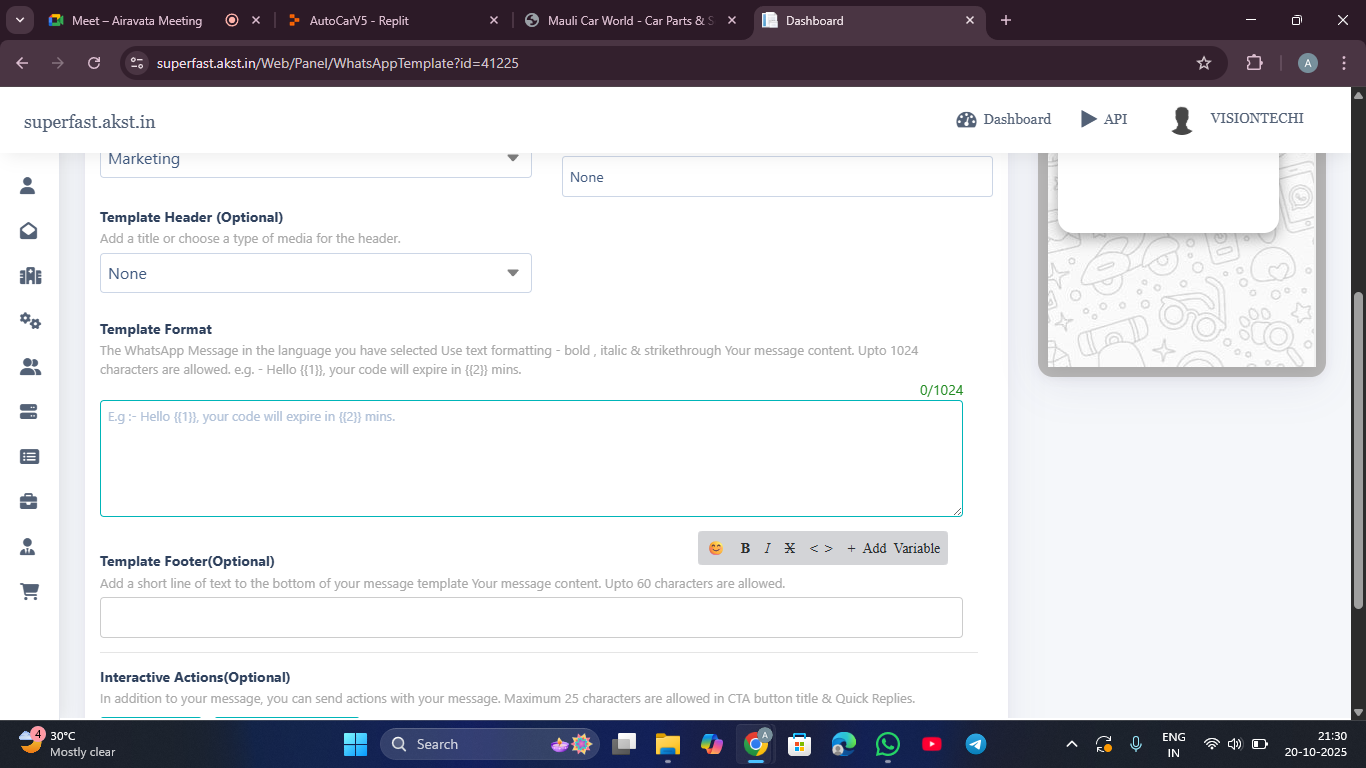 Meet – Airavata Meeting
AutoCarV5 - Replit
Mauli Car World - Car Parts & S
Dashboard
superfast.akst.in/Web/Panel/WhatsAppTemplate?id=41225
A
superfast.akst.in
Dashboard
API
VISIONTECHI
Marketing
None
Template Header (Optional)
Add a title or choose a type of media for the header.
None
Template Format
The WhatsApp Message in the language you have selected Use text formatting - bold , italic & strikethrough Your message content. Upto 1024
characters are allowed. e.g. - Hello {{1}}, your code will expire in {{2}} mins.
0/1024
E.g :- Hello {{1}}, your code will expire in {{2}} mins.
B I X < > + Add Variable
Template Footer(Optional)
Add a short line of text to the bottom of your message template Your message content. Upto 60 characters are allowed.
Interactive Actions(Optional)
In addition to your message, you can send actions with your message. Maximum 25 characters are allowed in CTA button title & Quick Replies.
4
30°C
Mostly clear
Search
A
ENG
IN
21:30
20-10-2025